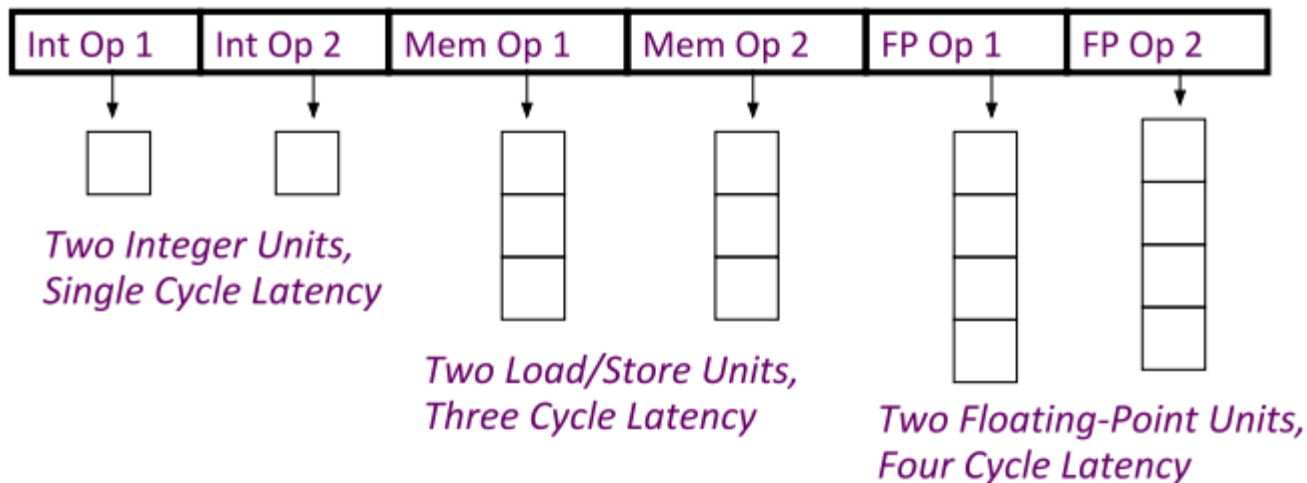 Int Op 1 Int Op 2 Mem Op 1 Mem Op 2 FP Op 1 FP Op 2
Two Integer Units,
Single Cycle Latency
Two Load/Store Units,
Three Cycle Latency
Two Floating-Point Units,
Four Cycle Latency